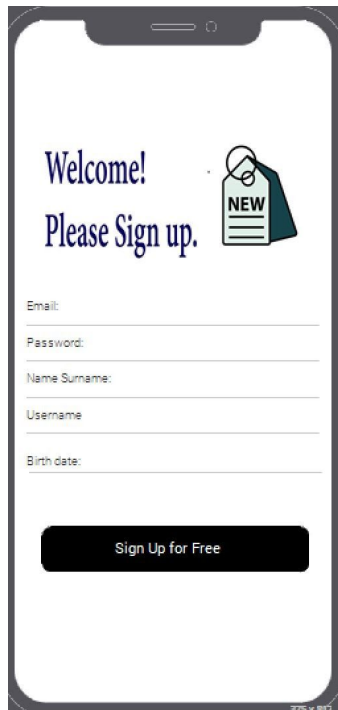 Welcome!
Please Sign up.
NEW
Email:
Password:
Name Surname:
Username
Birth date:
Sign Up for Free